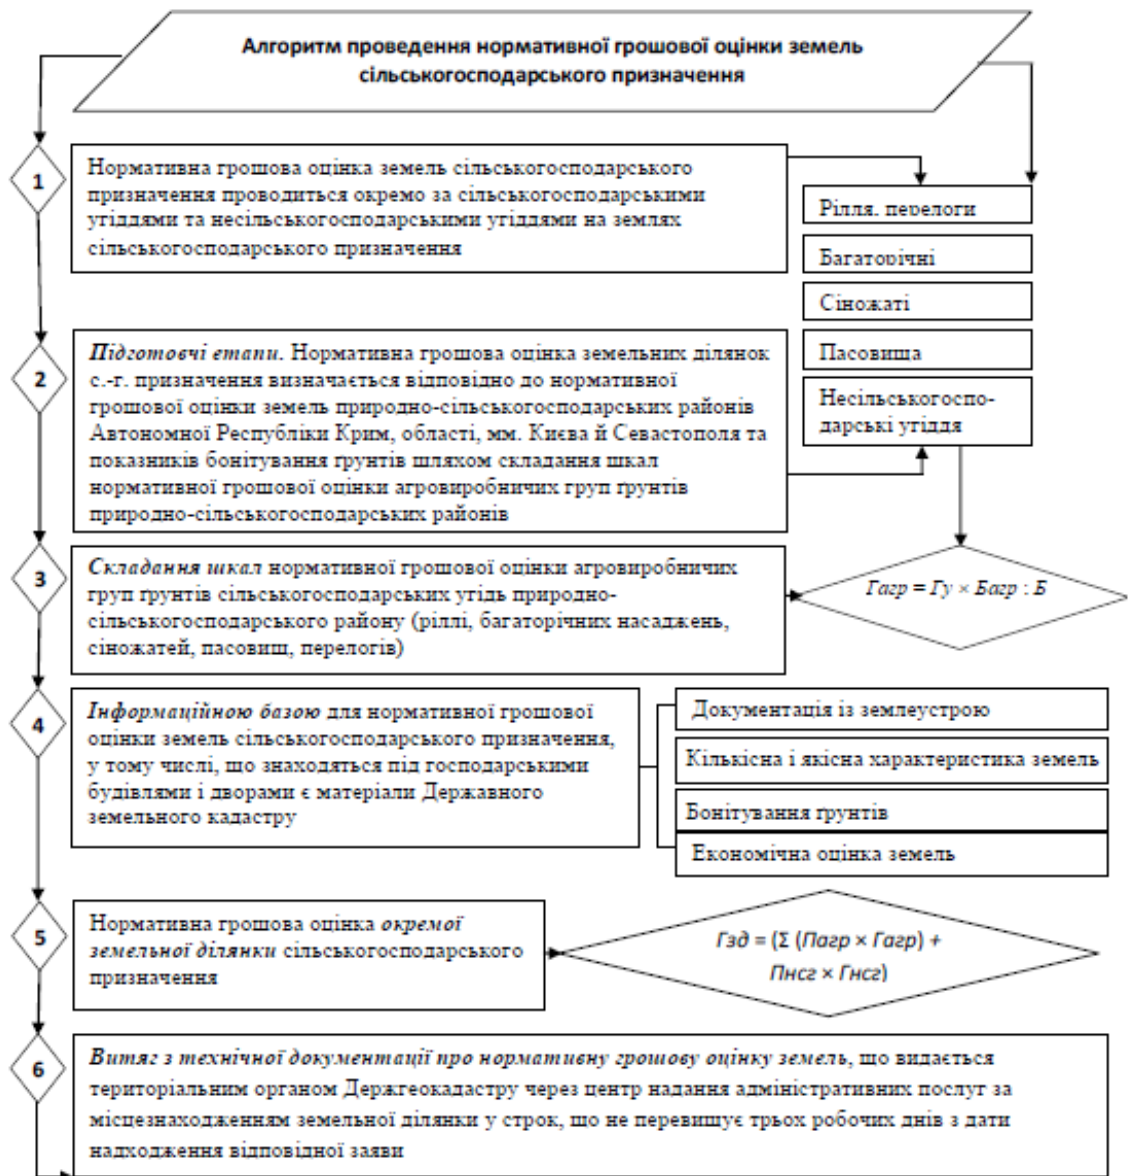 Алгоритм проведення нормативної грошової оцінки земель
сільськогосподарського призначення
1
Нормативна грошова оцінка земель сільськогосподарського
призначення проводиться окремо за сільськогосподарськими
угіддями та несільськогосподарськими угіддями на землях
сільськогосподарського призначення
Рілля, перелоги
Багаторічні
Сіножаті
Пасовища
Несільськогоспо-
дарські угіддя
2
Підготовчі етапи. Нормативна грошова оцінка земельних ділянок
с.-г. призначення визначається відповідно до нормативної
грошової оцінки земель природно-сільськогосподарських районів
Автономної Республіки Крим, області, мм. Києва й Севастополя та
показників бонітування ґрунтів шляхом складання шкал
нормативної грошової оцінки агровиробничих груп ґрунтів
природно-сільськогосподарських районів
3
Складання шкал нормативної грошової оцінки агровиробничих
груп ґрунтів сільськогосподарських угідь природно-
сільськогосподарського району (ріллі, багаторічних насаджень,
сіножатей, пасовищ, перелогів)
Гагр = Гу × Багр : Б
4
Інформаційною базою для нормативної грошової
оцінки земель сільськогосподарського призначення,
у тому числі, що знаходяться під господарськими
будівлями і дворами є матеріали Державного
земельного кадастру
Документація із землеустрою
Кількісна і якісна характеристика земель
Бонітування ґрунтів
Економічна оцінка земель
5
Нормативна грошова оцінка окремої
земельної ділянки сільськогосподарського
призначення
Гзд = (Σ (Пагр × Гагр) +
Пнсг × Гнсг)
6
Витяг з технічної документації про нормативну грошову оцінку земель, що видається
територіальним органом Держгеокадастру через центр надання адміністративних послуг за
місцезнаходженням земельної ділянки у строк, що не перевищує трьох робочих днів з дати
надходження відповідної заяви